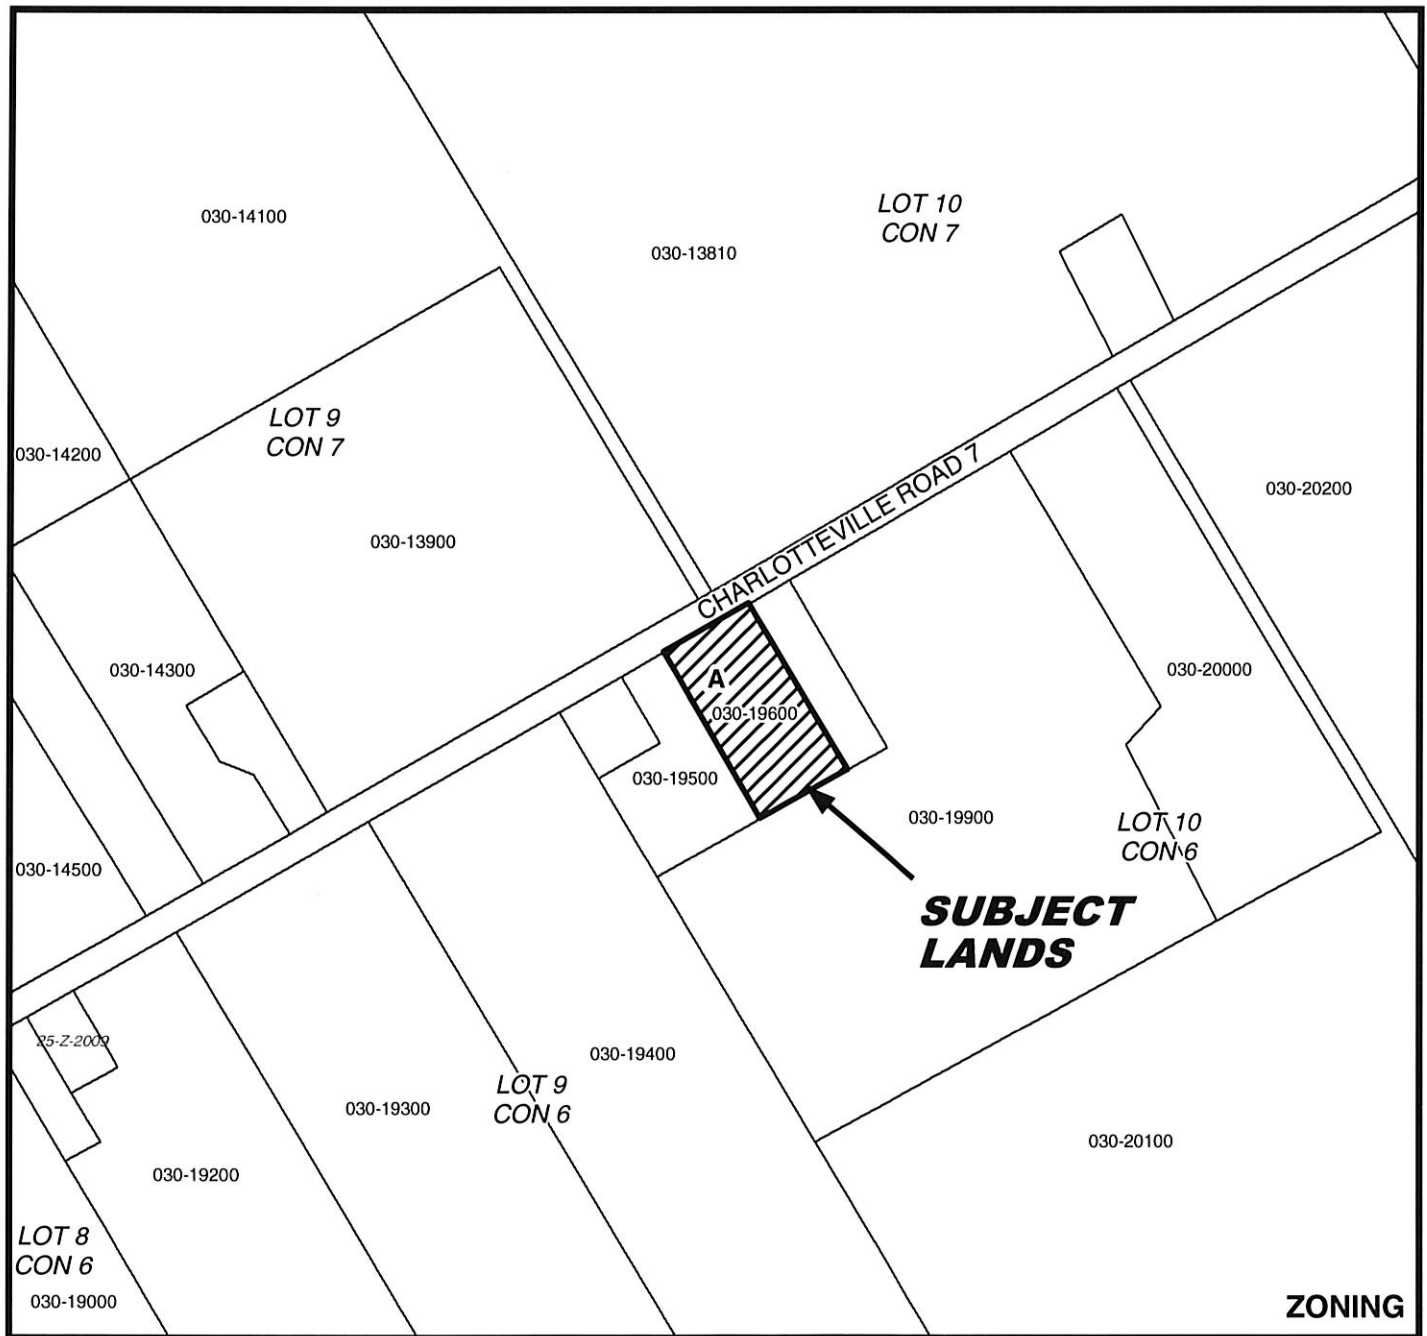 LOT 10
CON 7
030-14100
030-13810
LOT 9
CON 7
030-14200
030-20200
030-13900
CHARLOTTEVILLE ROAD 7
030-14300
030-20000
A
030-19600
030-19500
030-19900
LOT 10
CON 6
030-14500
SUBJECT
LANDS
25-Z-2009
030-19400
LOT 9
CON 6
030-19300
030-20100
030-19200
LOT 8
CON 6
030-19000
ZONING